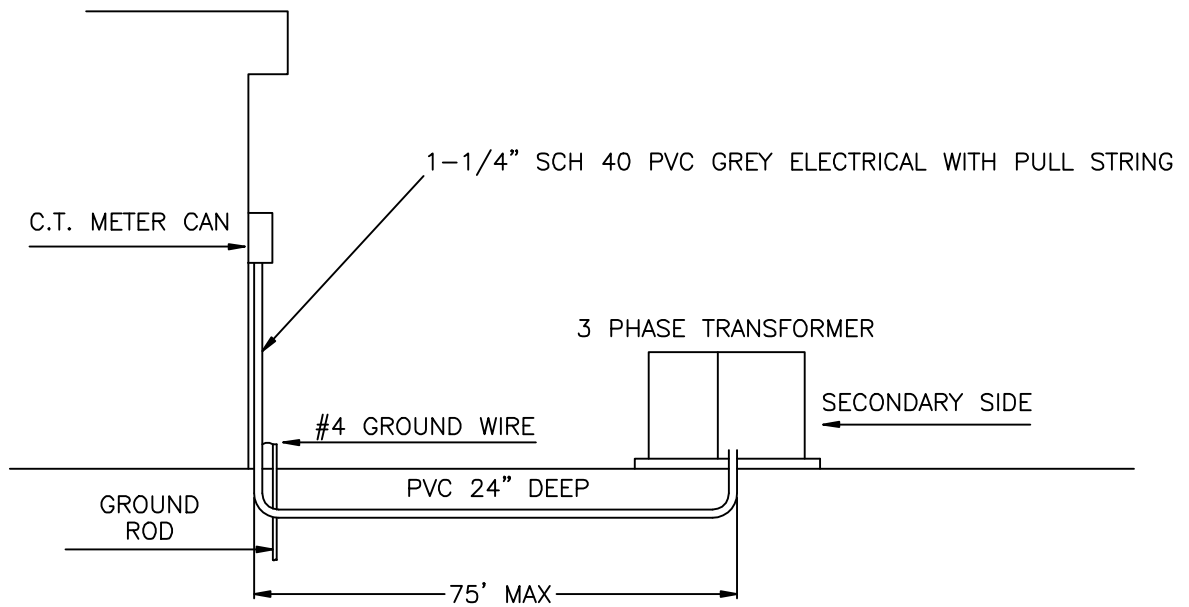 1-1/4" SCH 40 PVC GREY ELECTRICAL WITH PULL STRING
C.T. METER CAN
3 PHASE TRANSFORMER
SECONDARY SIDE
#4 GROUND WIRE
PVC 24" DEEP
GROUND
ROD
75' MAX